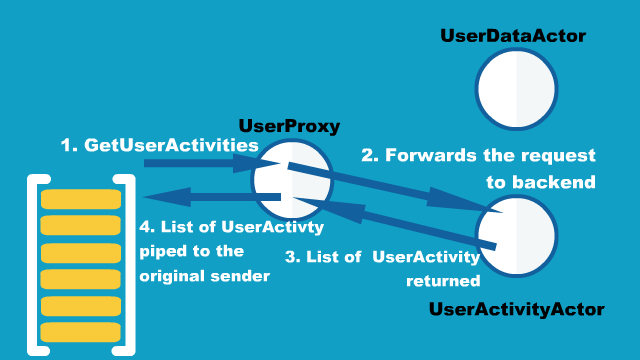 UserDataActor
UserProxy
1. GetUserActivities
2. Forwards the request
to backend
4. List of UserActivty
piped to the
original sender
3. List of UserActivity
returned
UserActivityActor